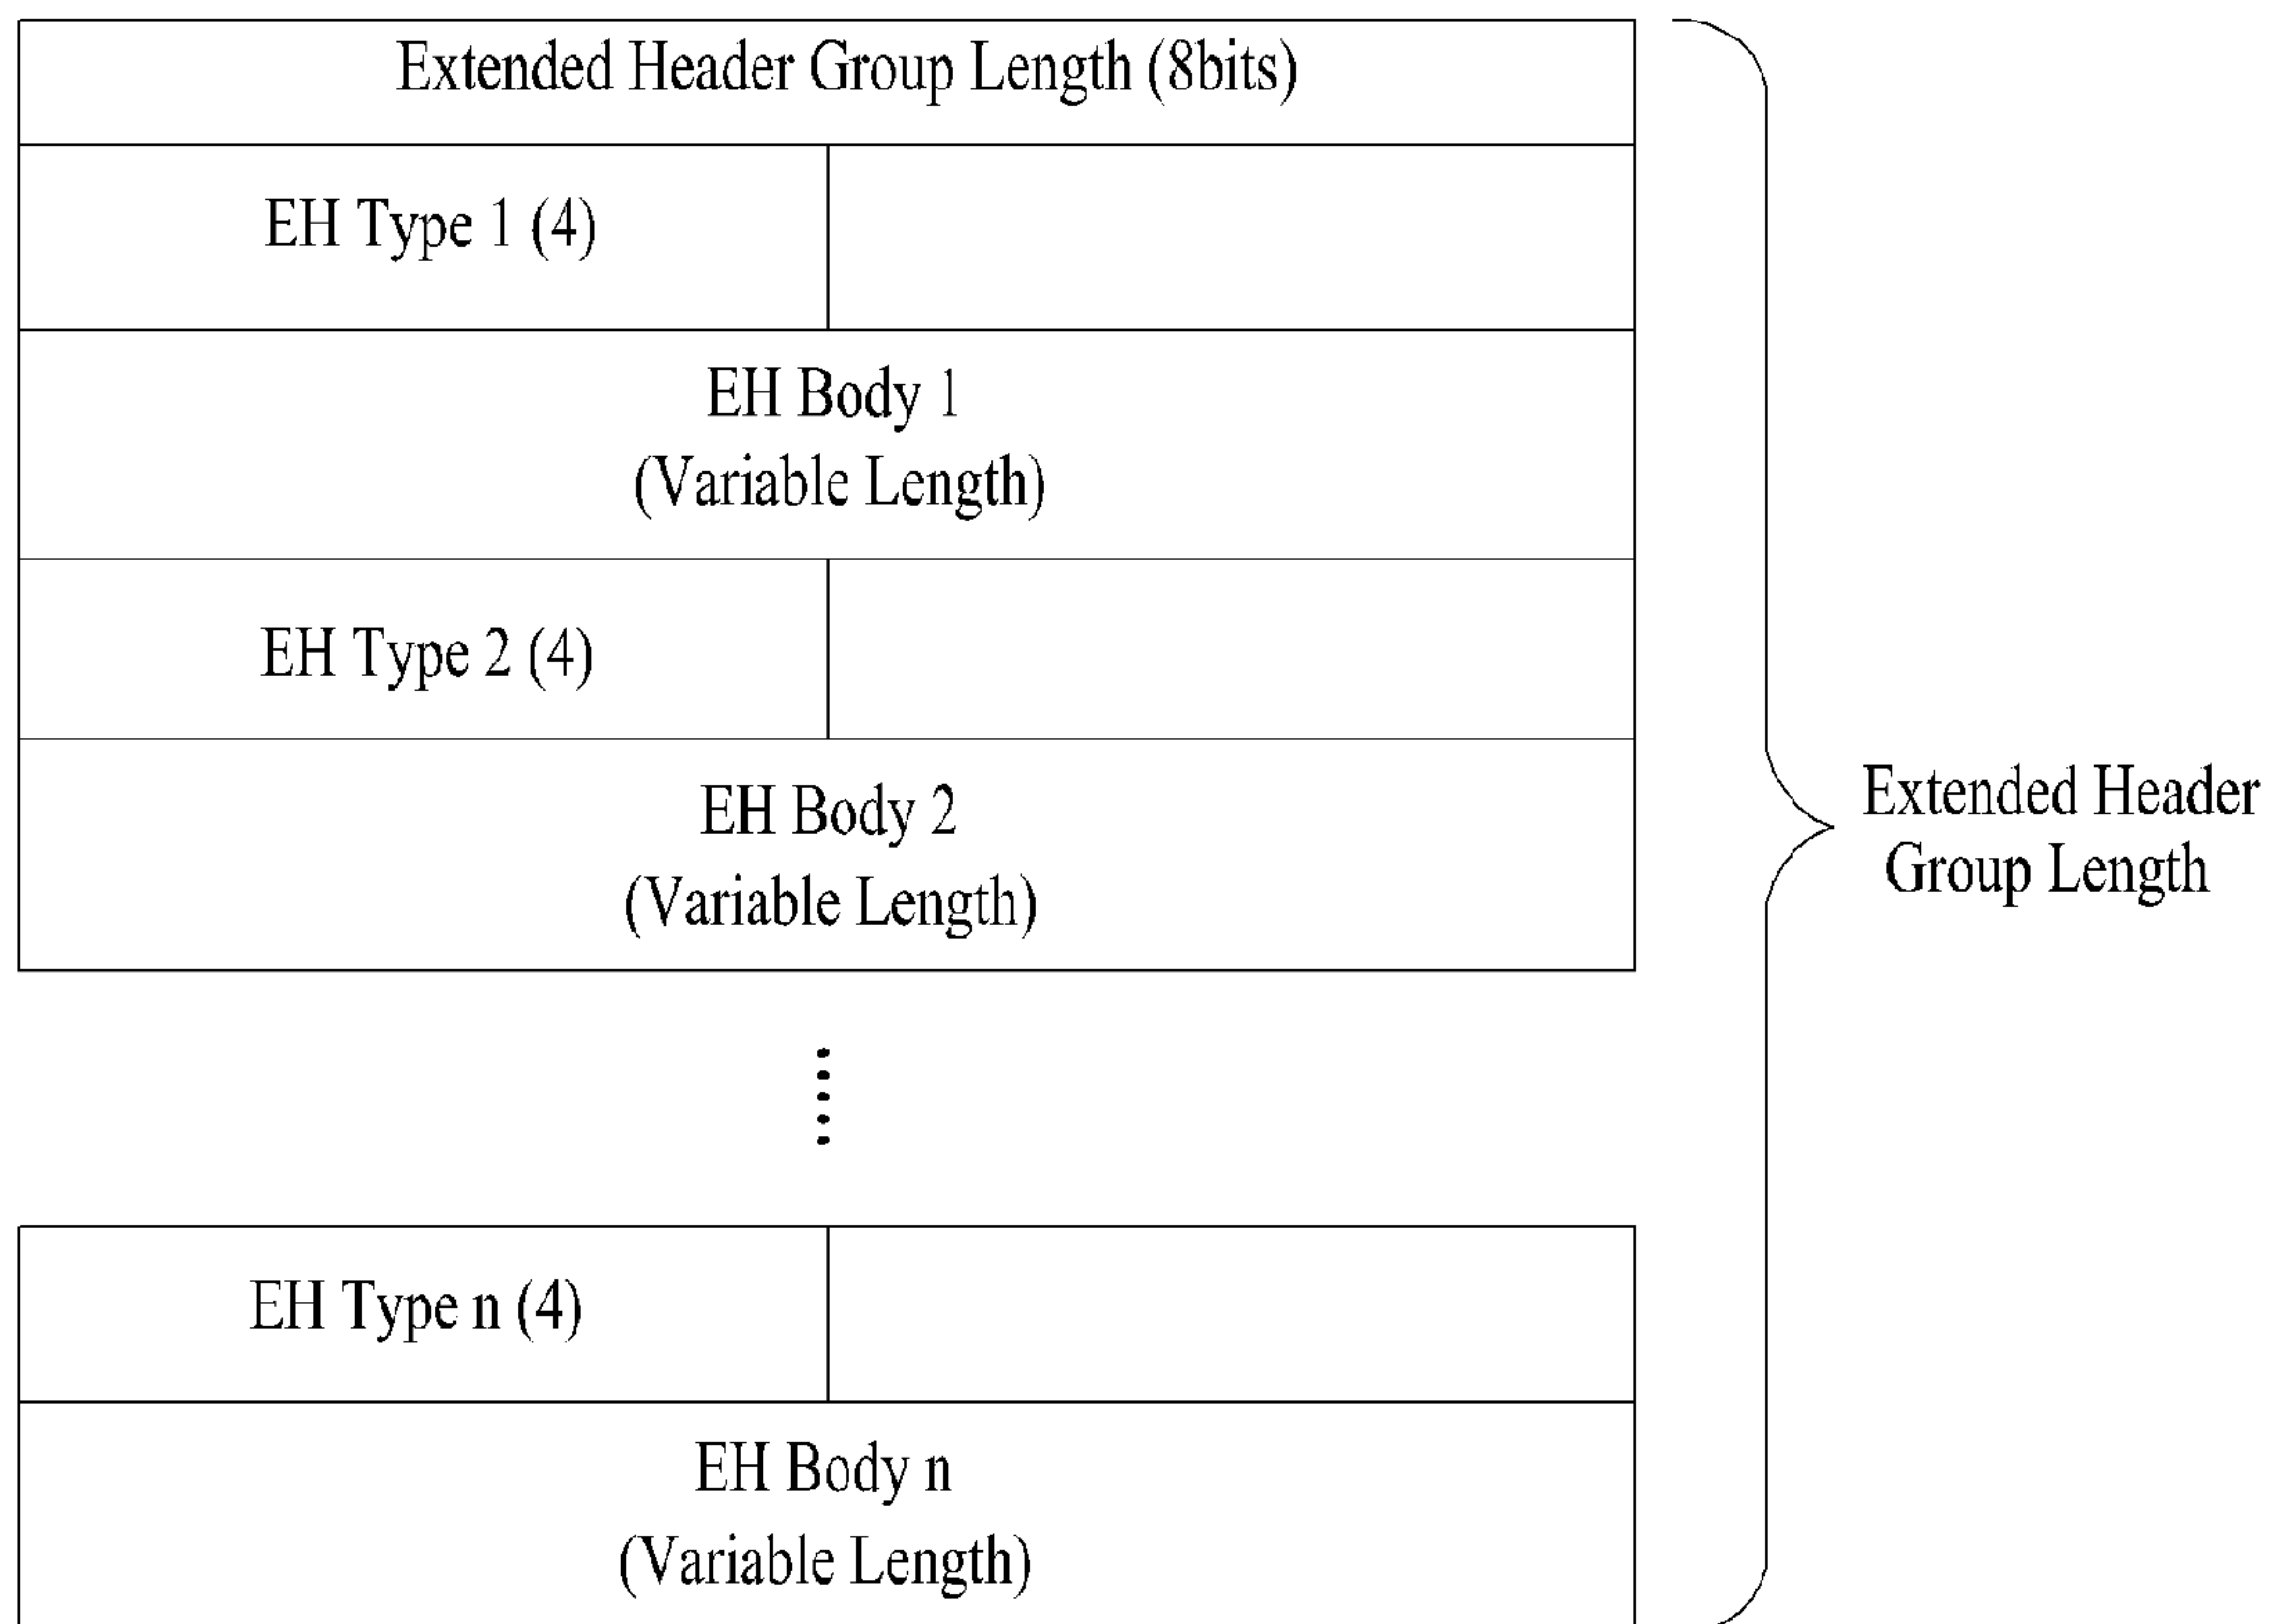 Extended Header Group Length (8bits)
EH Type 1 (4)
EH Body 1
(Variable Length)
EH Type 2 (4)
EH Body 2
(Variable Length)
EH Type n (4)
EH Body n
(Variable Length)
Extended Header
Group Length